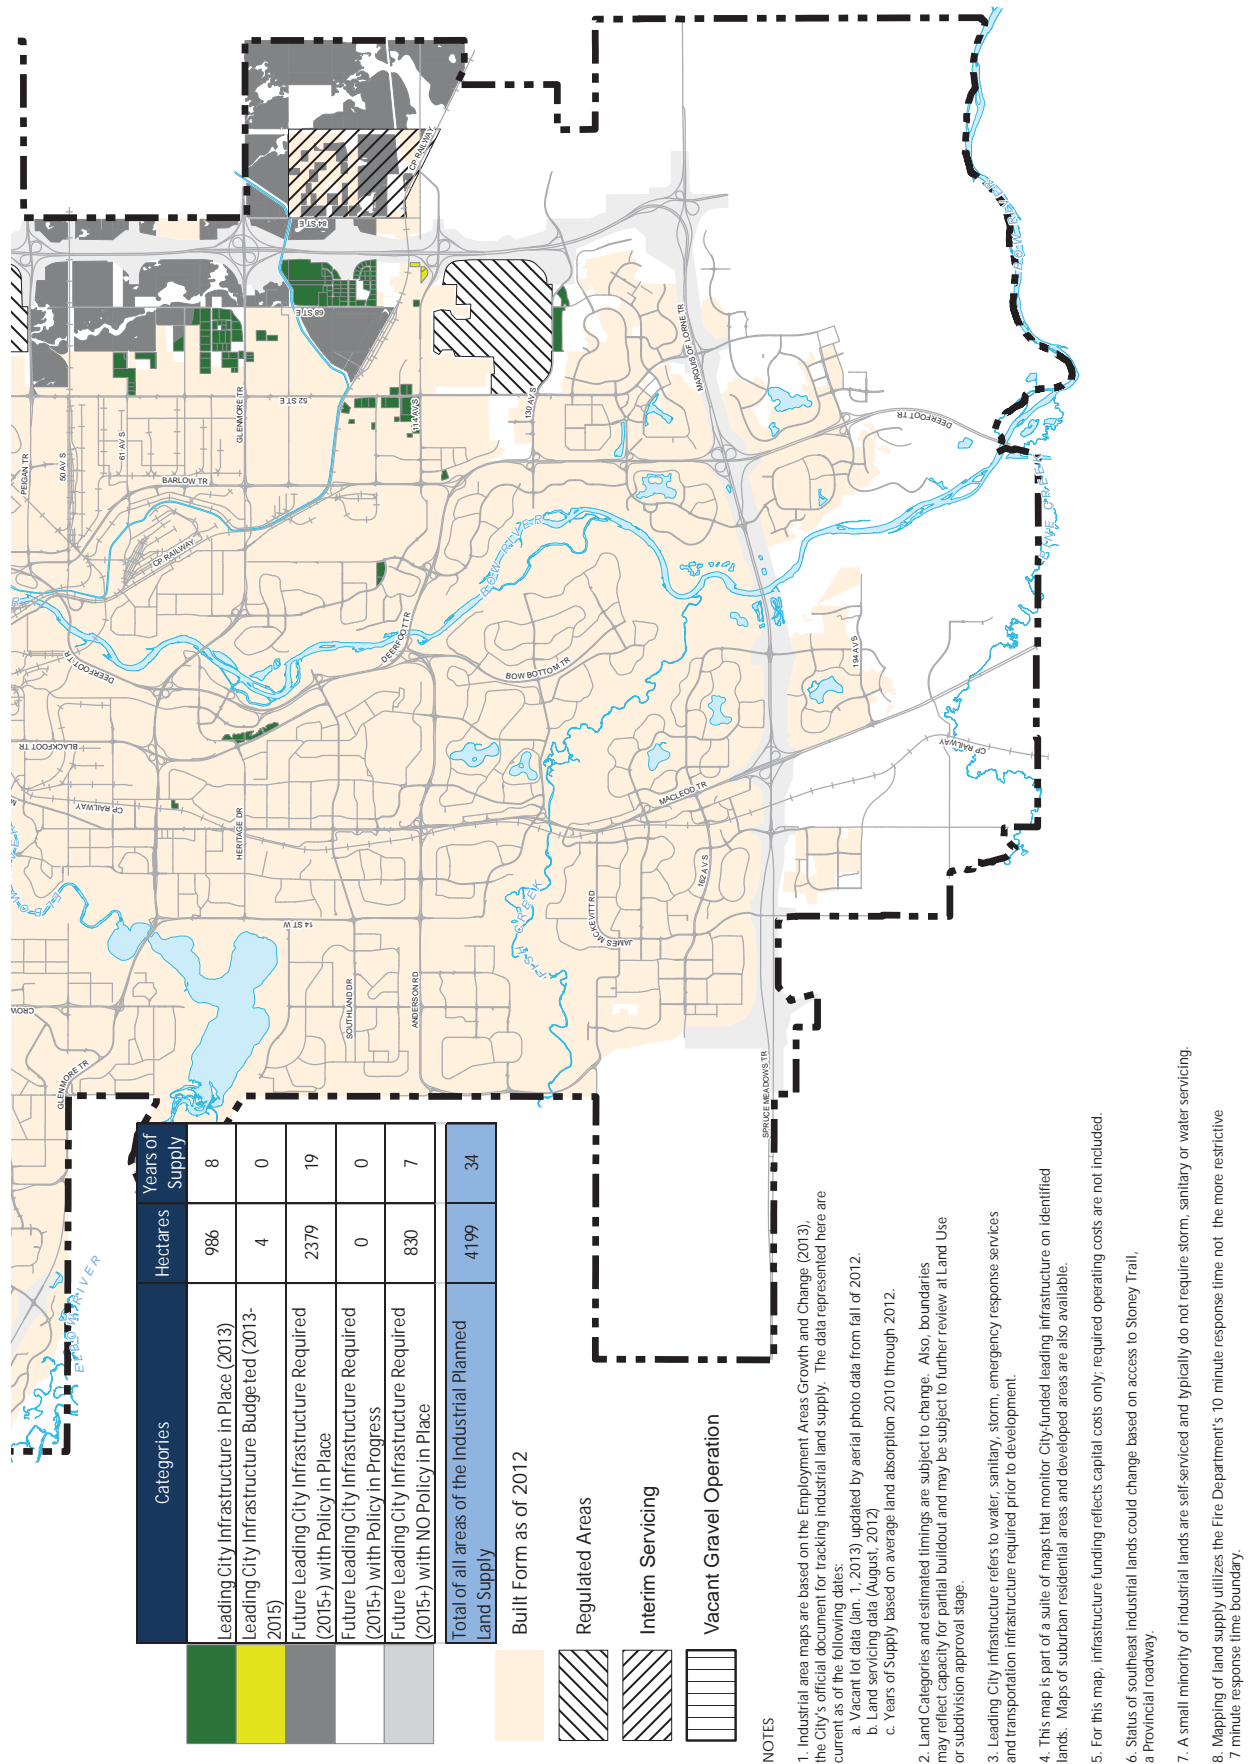 Categories
Hectares
Years of
Supply
Leading City Infrastructure in Place (2013)
986
8
Leading City Infrastructure Budgeted (2013-
2015)
4
0
Future Leading City Infrastructure Required
(2015+) with Policy in Place
2379
19
Future Leading City Infrastructure Required
(2015+) with Policy in Progress
0
0
Future Leading City Infrastructure Required
(2015+) with NO Policy in Place
830
7
Total of all areas of the Industrial Planned
Land Supply
4199
34
Built Form as of 2012
Regulated Areas
Interim Servicing
Vacant Gravel Operation
NOTES
1. Industrial area maps are based on the Employment Areas Growth and Change (2013),
the City's official document for tracking industrial land supply. The data represented here are
current as of the following dates:
a. Vacant lot data (Jan. 1, 2013) updated by aerial photo data from fall of 2012.
b. Land servicing data (August, 2012)
c. Years of Supply based on average land absorption 2010 through 2012.
2. Land Categories and estimated timings are subject to change. Also, boundaries
may reflect capacity for partial buildout and may be subject to further review at Land Use
or subdivision approval stage.
3. Leading City infrastructure refers to water, sanitary, storm, emergency response services
and transportation infrastructure required prior to development.
4. This map is part of a suite of maps that monitor City-funded leading infrastructure on identified
lands. Maps of suburban residential areas and developed areas are also available.
5. For this map, infrastructure funding reflects capital costs only; required operating costs are not included.
6. Status of southeast industrial lands could change based on access to Stoney Trail,
a Provincial roadway.
7. A small minority of industrial lands are self-serviced and typically do not require storm, sanitary or water servicing.
8. Mapping of land supply utilizes the Fire Department's 10 minute response time not the more restrictive
7 minute response time boundary.
PEIGAN TR
50 AV S
61 AV S
GLENMORE TR
BARLOW TR
CP RAILWAY
52 ST E
68 ST E
84 ST E
CP RAILWAY
114 AV S
130 AV S
MARQUIS OF LORNE TR
DEERFOOT TR
BOW RIVER
DEERFOOT TR
DEERFOOT TR
BOW RIVER
BOW BOTTOM TR
BLACKFOOT TR
CP RAILWAY
HERITAGE DR
14 ST W
SOUTHLAND DR
ANDERSON RD
FISH CREEK
JAMES MCKEVITT RD
162 AV S
MACLEOD TR
194 AV S
CP RAILWAY
SPRUCE MEADOWS TR
GLENMORE TR
CROW
ELBOW RIVER